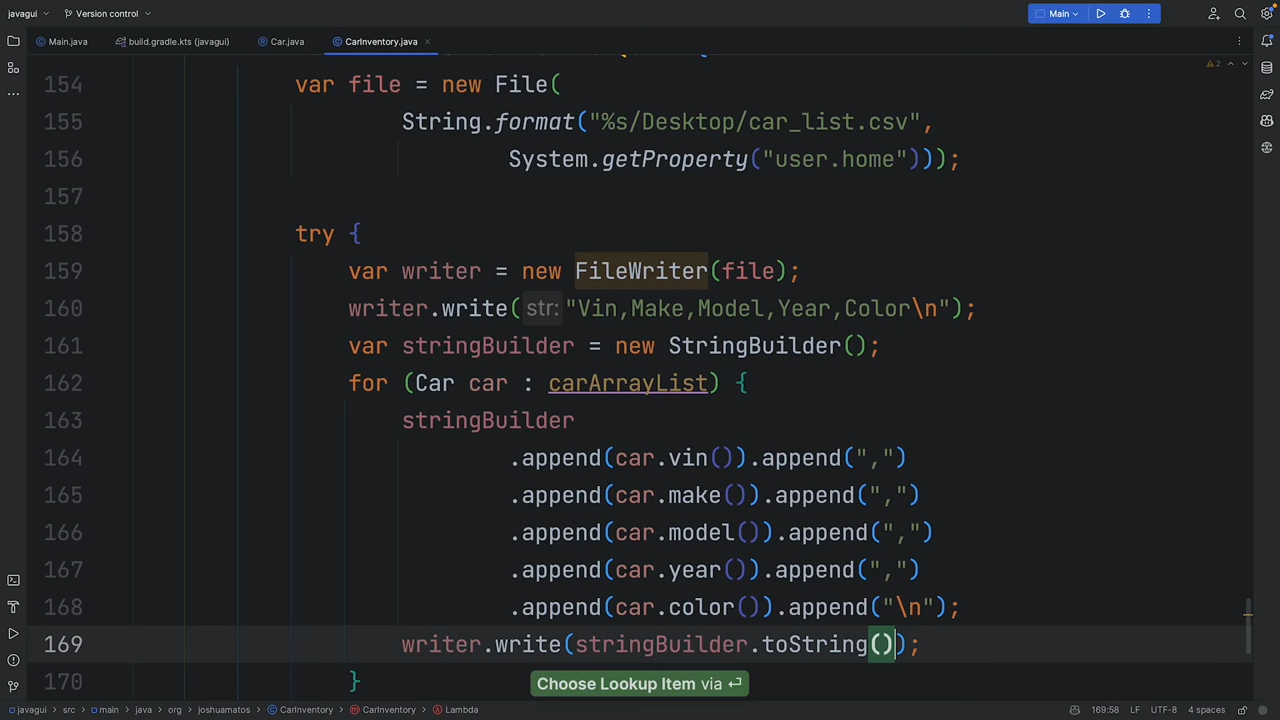 javagui
Version control
Main
Main.java
build.gradle.kts (javagui)
Car.java
CarInventory.java
2
154 var file = new File(
155 String.format("%s/Desktop/car_list.csv",
156 System.getProperty("user.home")));
157
158 try {
159 var writer = new FileWriter(file);
160 writer.write( str: "Vin,Make,Model,Year,Color\n");
161 var stringBuilder = new StringBuilder();
162 for (Car car : carArrayList) {
163 stringBuilder
164 .append(car.vin()).append(",")
165 .append(car.make()).append(",")
166 .append(car.model()).append(",")
167 .append(car.year()).append(",")
168 .append(car.color()).append("\n");
169 writer.write(stringBuilder.toString());
170 }
Choose Lookup Item via ⏎
javagui > src > main > java > org > joshuamatos > CarInventory > CarInventory > Lambda
169:58 LF UTF-8 4 spaces